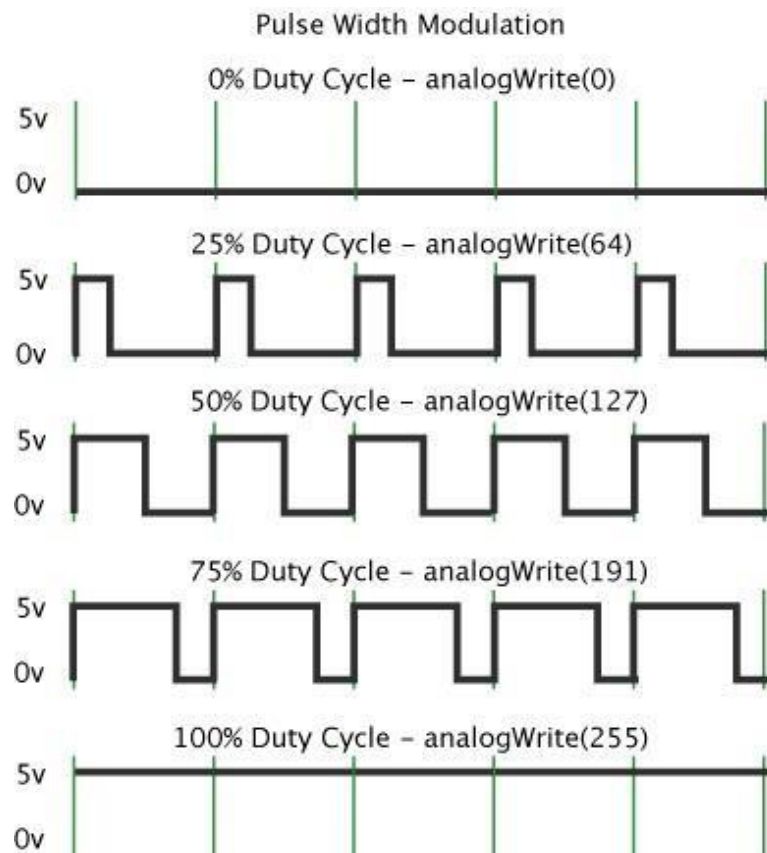 Pulse Width Modulation
0% Duty Cycle – analogWrite(0)
5v
0v
25% Duty Cycle – analogWrite(64)
5v
0v
50% Duty Cycle – analogWrite(127)
5v
0v
75% Duty Cycle – analogWrite(191)
5v
0v
100% Duty Cycle – analogWrite(255)
5v
0v